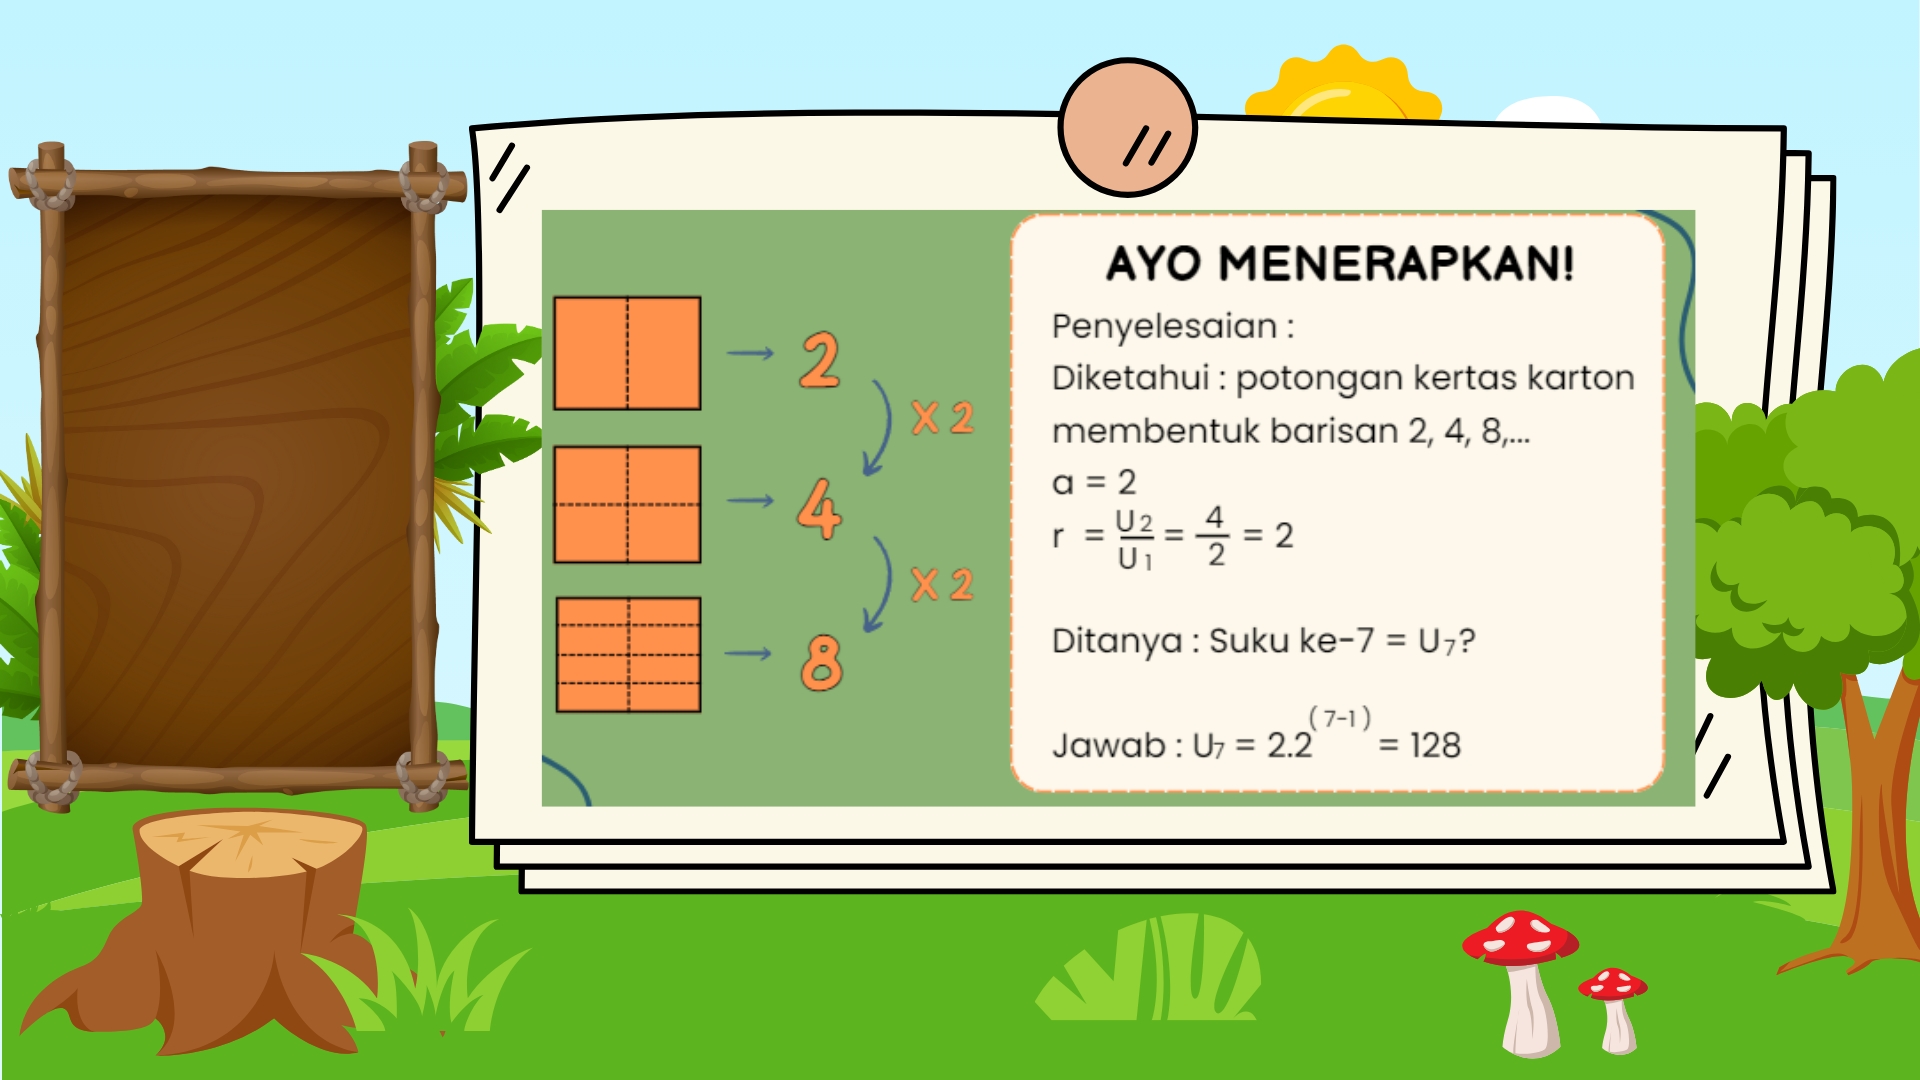 2
X 2
4
X 2
8
AYO MENERAPKAN!
Penyelesaian :
Diketahui : potongan kertas karton
membentuk barisan 2, 4, 8,...
a = 2
r = U₂/U₁ = 4/2 = 2
Ditanya : Suku ke-7 = U₇?
Jawab : U₇ = 2.2⁽⁷⁻¹⁾ = 128